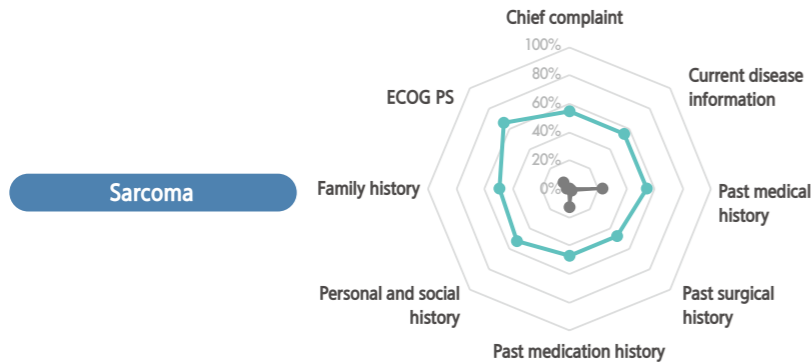 Chief complaint
100%
80%
60%
40%
20%
0%
Current disease
information
ECOG PS
Sarcoma
Family history
Past medical
history
Personal and social
history
Past surgical
history
Past medication history